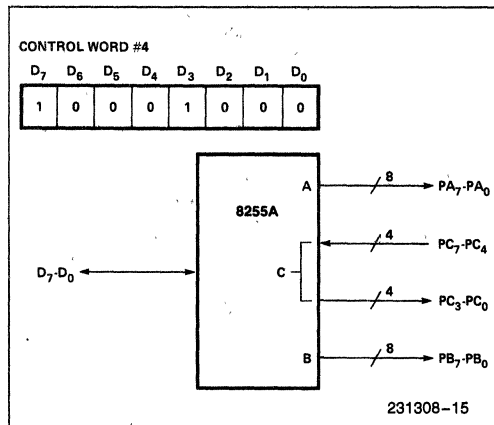 CONTROL WORD #4
D7 D6 D5 D4 D3 D2 D1 D0
1 0 0 0 1 0 0 0
8255A
A 8 PA7-PA0
4 PC7-PC4
D7-D0 C
4 PC3-PC0
B 8 PB7-PB0
231308-15